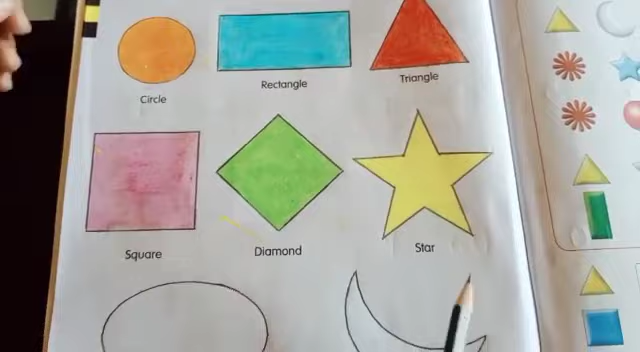 Circle
Rectangle
Triangle
Square
Diamond
Star